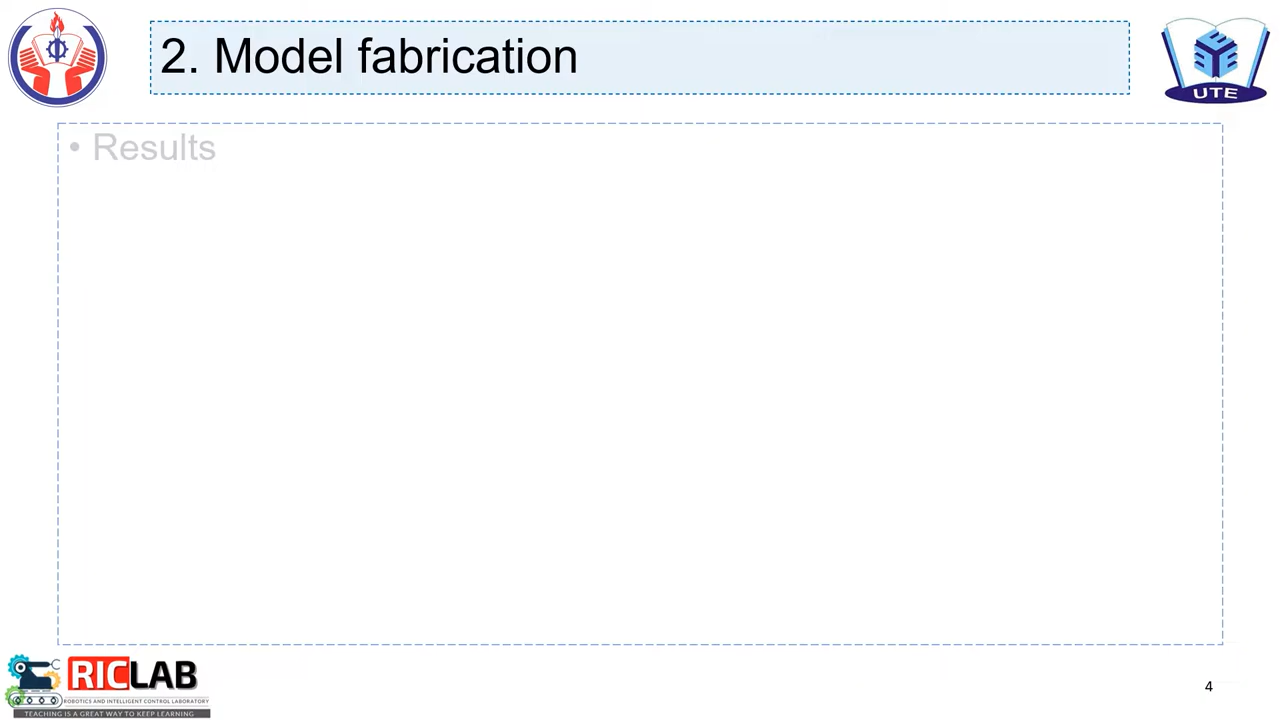 2. Model fabrication
UTE
• Results
RICLAB
ROBOTICS AND INTELLIGENT CONTROL LABORATORY
TEACHING IS A GREAT WAY TO KEEP LEARNING
4